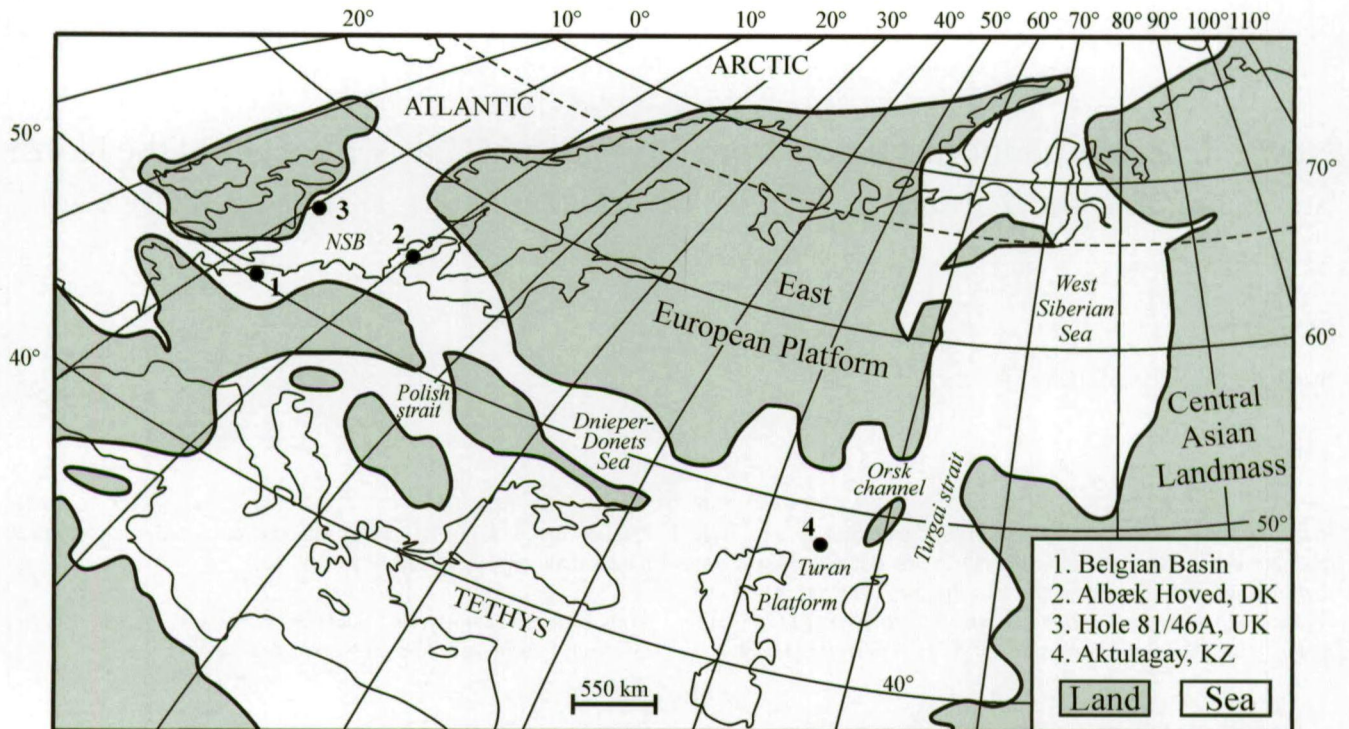 20° 10° 0° 10° 20° 30° 40° 50° 60° 70° 80° 90° 100° 110°
ARCTIC
ATLANTIC
50°
70°
3
NSB
2
1
East
European Platform
West
Siberian
Sea
60°
40°
Polish
strait
Dnieper-
Donets
Sea
Central
Asian
Landmass
Orsk
channel
Turgai strait
50°
4
Turan
Platform
TETHYS
40°
550 km
1. Belgian Basin
2. Albæk Hoved, DK
3. Hole 81/46A, UK
4. Aktulagay, KZ
Land Sea